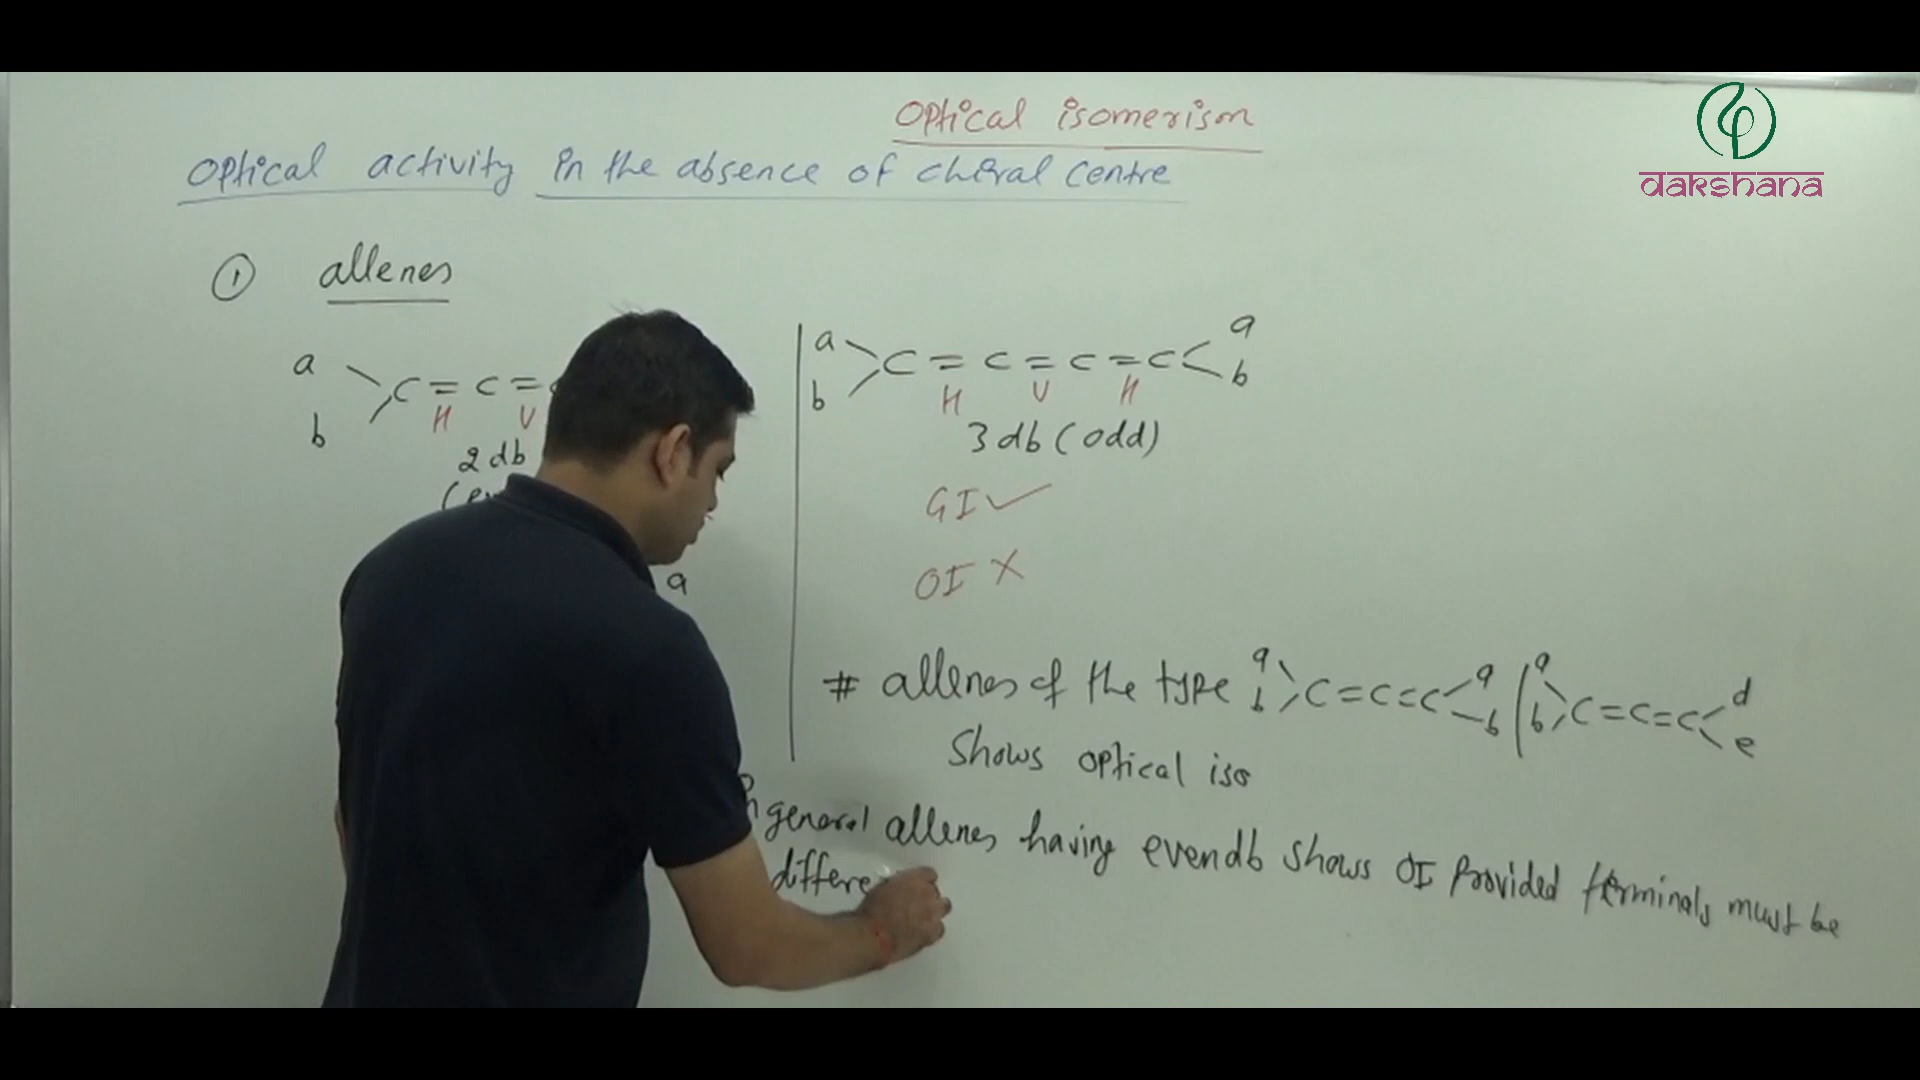 Optical isomerism
Optical activity in the absence of chiral centre
dakshana
① allenes
a
b
C = C =
H V
2 db
a
a
b
C = C = C = C
a
b
H V H
3 db (odd)
GI ✓
OI X
# allenes of the type a b C=C=C a b | a b C=C=C d e
Shows optical iso
general allenes having even db shows OI Provided terminals must be
differe